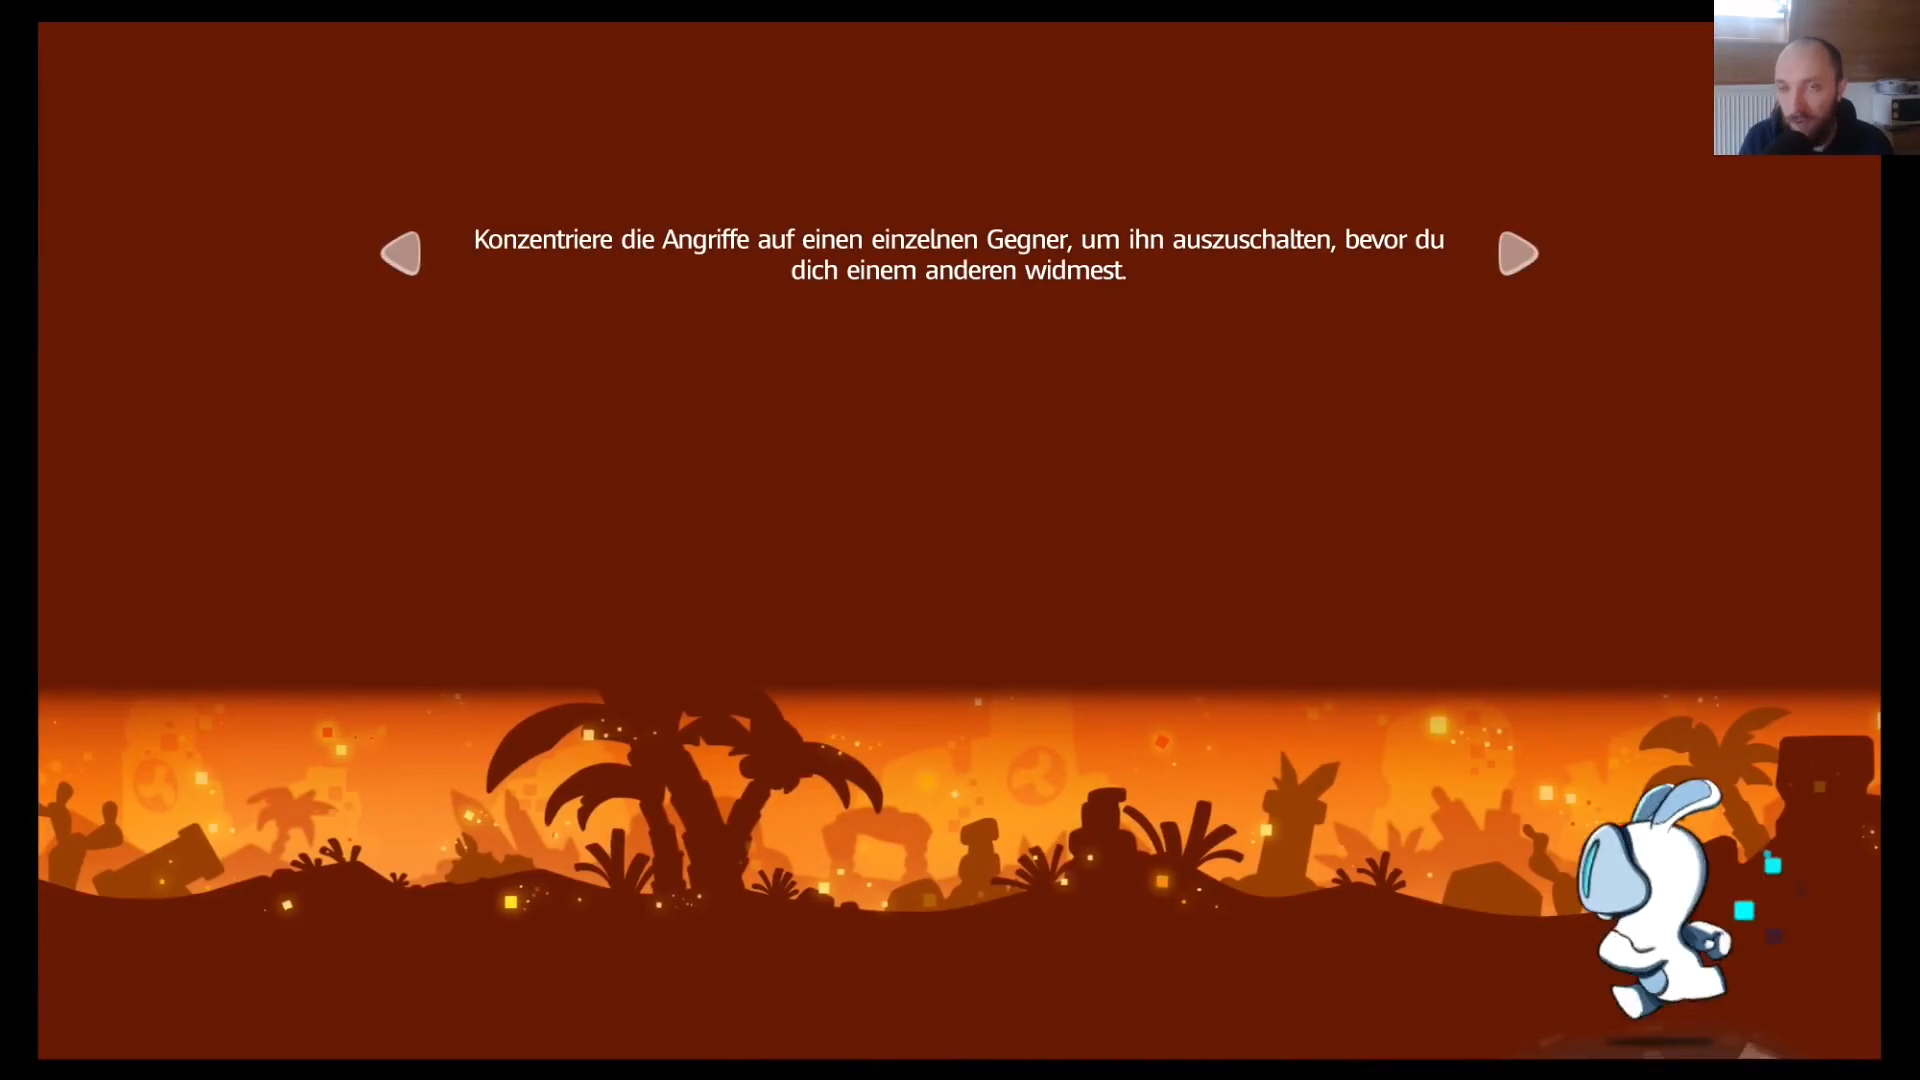 Konzentriere die Angriffe auf einen einzelnen Gegner, um ihn auszuschalten, bevor du
dich einem anderen widmest.